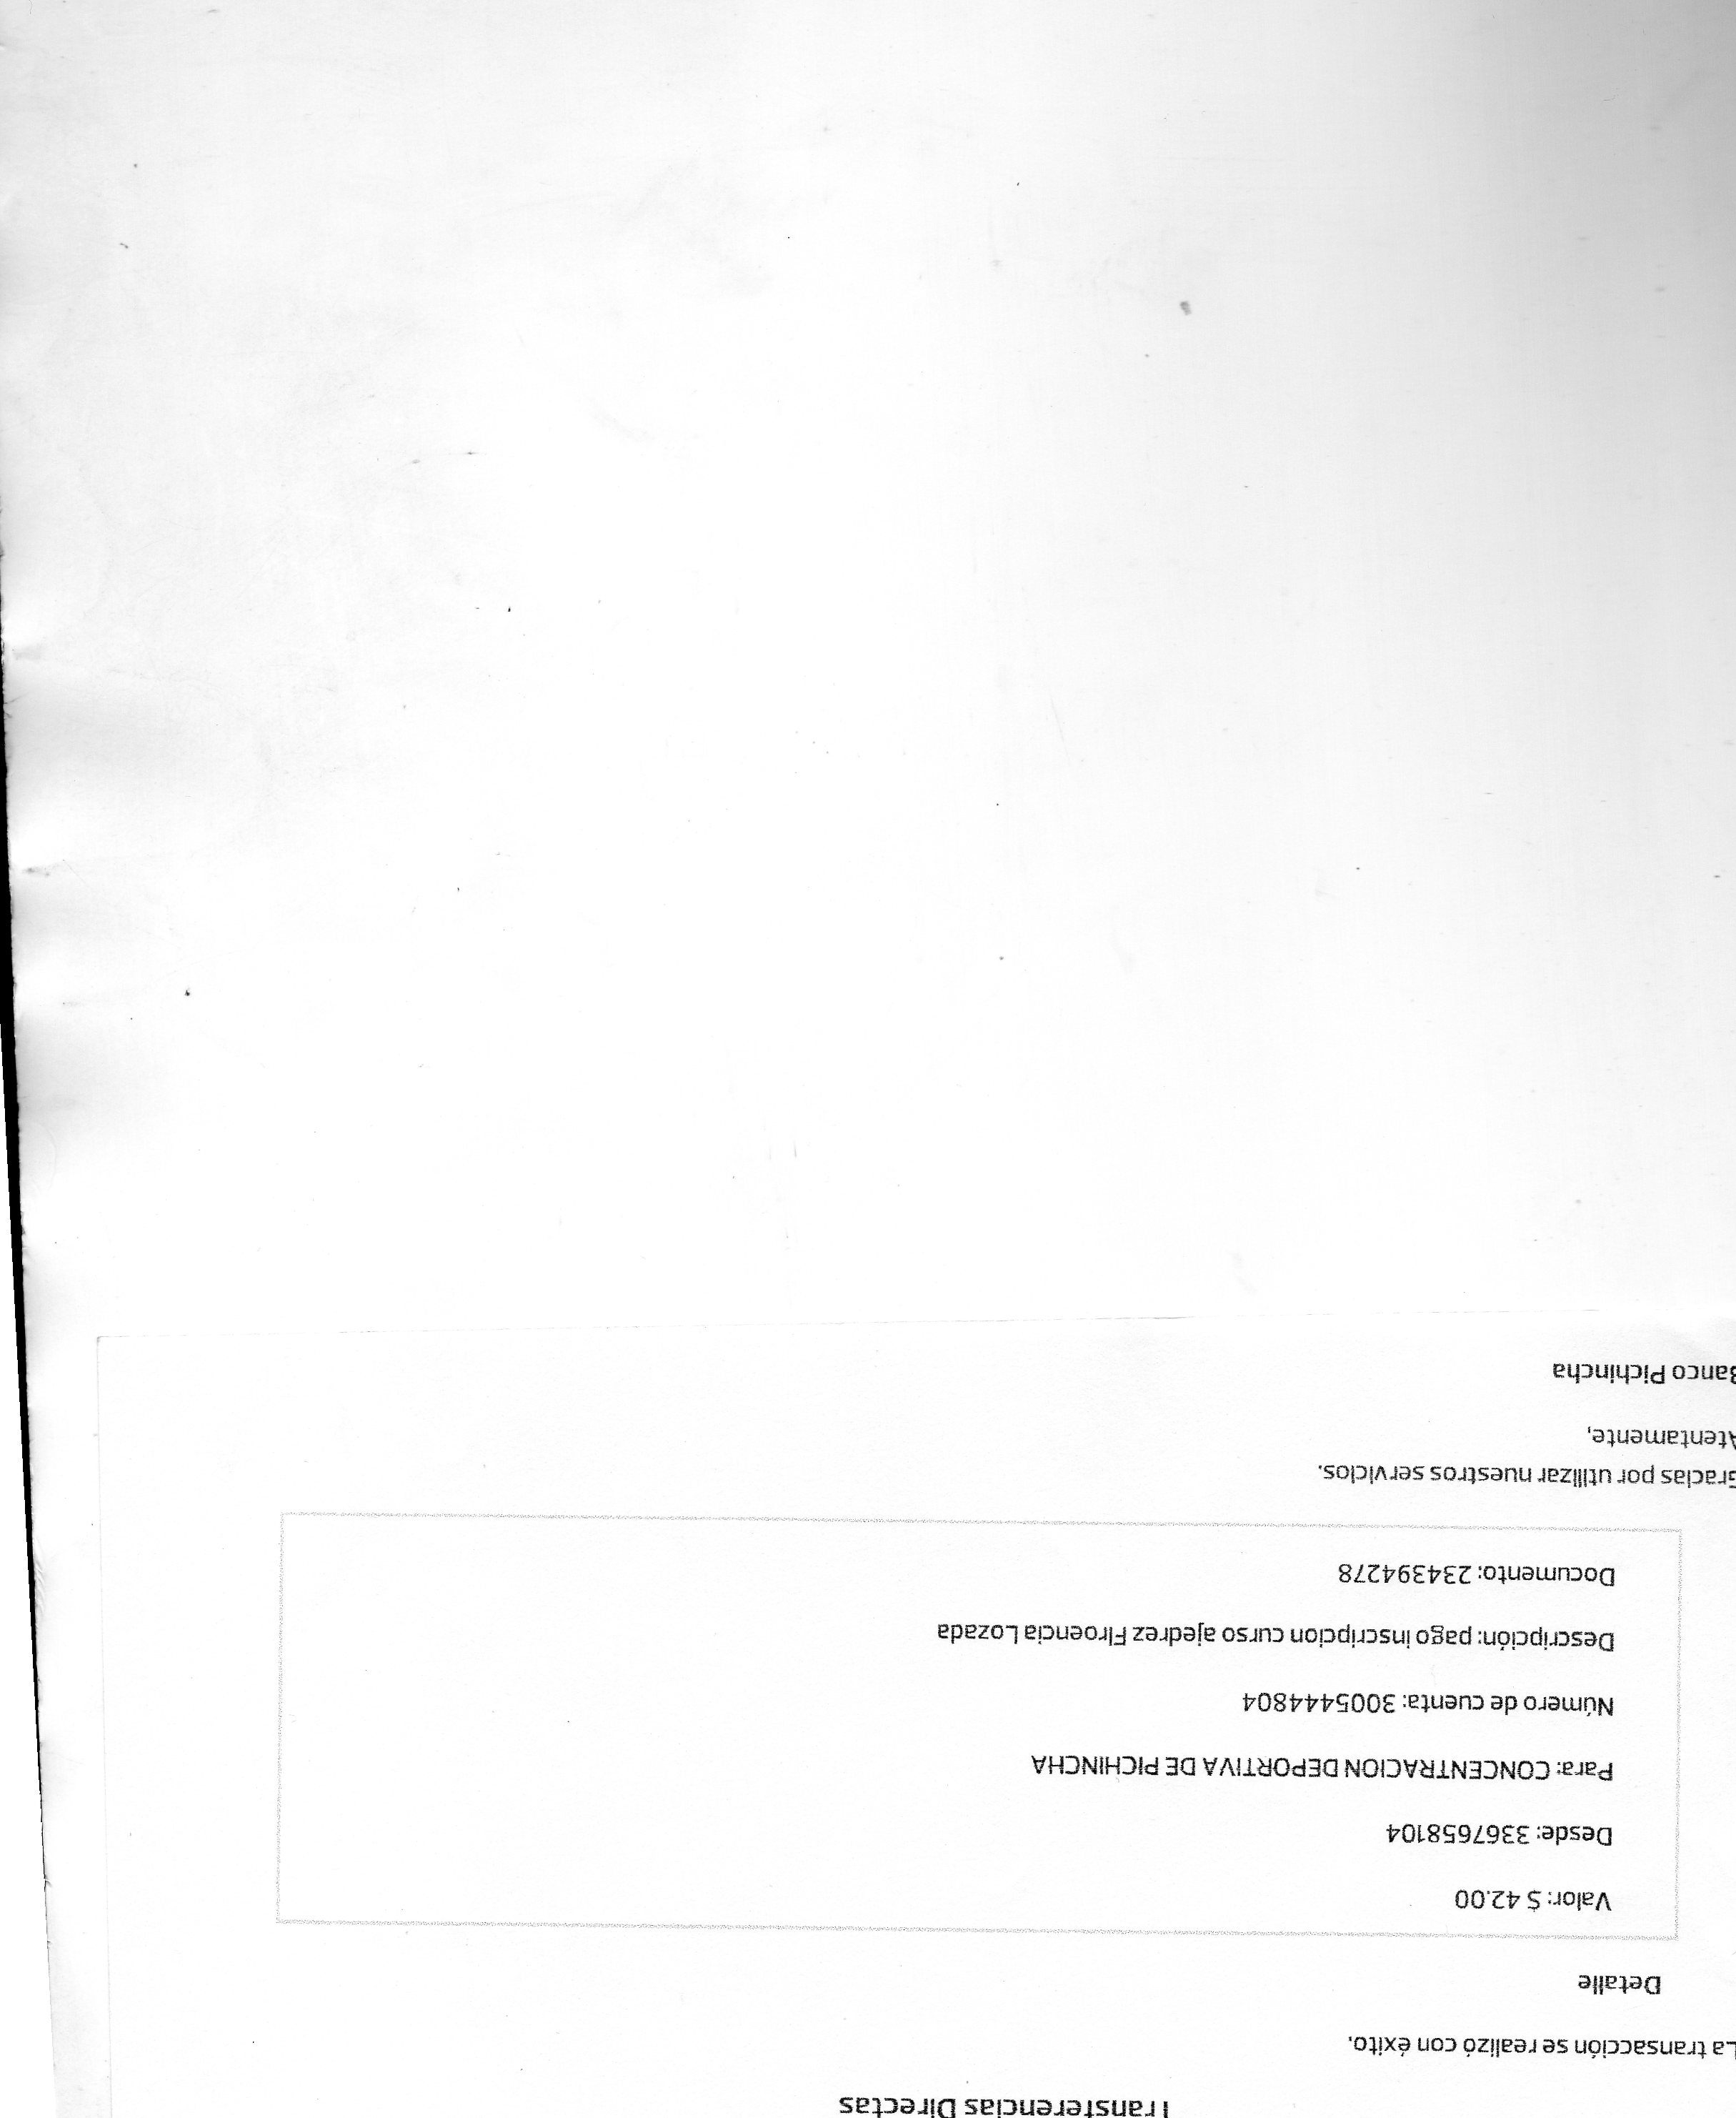 Transferencias Directas
La transacción se realizó con éxito.
Detalle
Valor: $ 42.00
Desde: 3367658104
Para: CONCENTRACION DEPORTIVA DE PICHINCHA
Número de cuenta: 3005444804
Descripción: pago inscripcion curso ajedrez Flroencia Lozada
Documento: 234394278
Gracias por utilizar nuestros servicios.
Atentamente,
Banco Pichincha